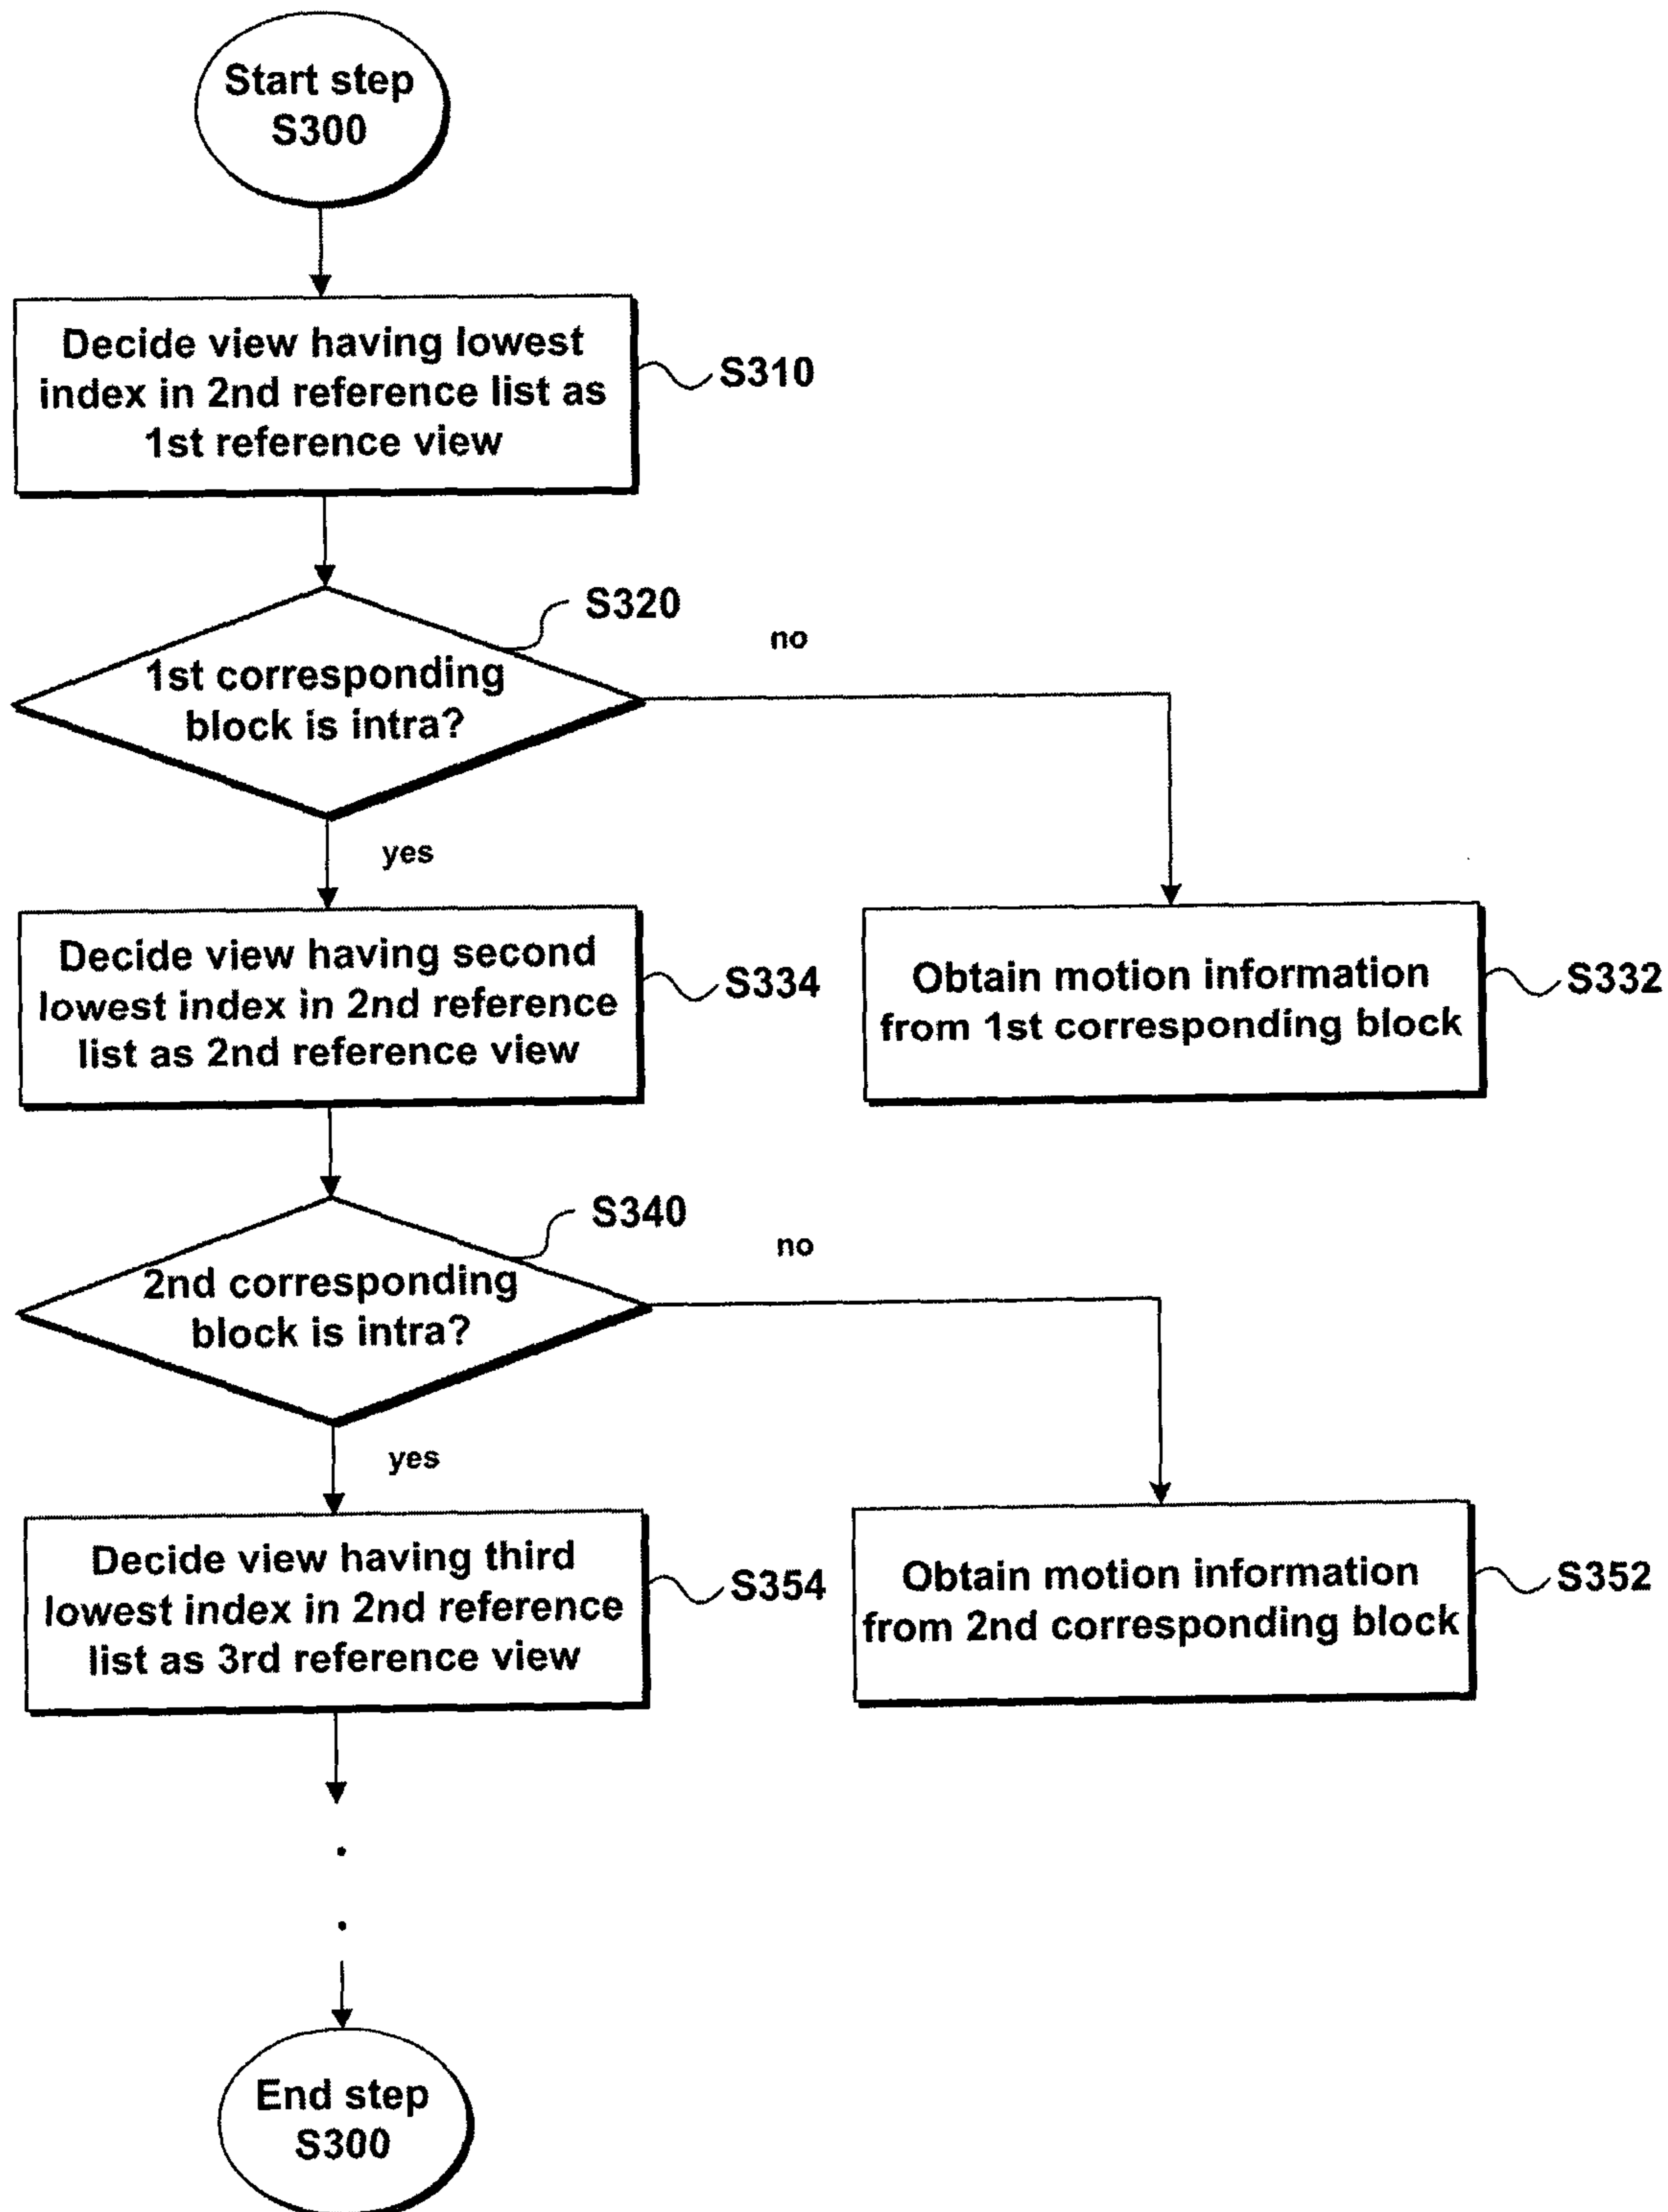 Start step
S300
Decide view having lowest
index in 2nd reference list as
1st reference view
S310
S320
no
1st corresponding
block is intra?
yes
Decide view having second
lowest index in 2nd reference
list as 2nd reference view
S334
Obtain motion information
from 1st corresponding block
S332
S340
no
2nd corresponding
block is intra?
yes
Decide view having third
lowest index in 2nd reference
list as 3rd reference view
S354
Obtain motion information
from 2nd corresponding block
S352
End step
S300